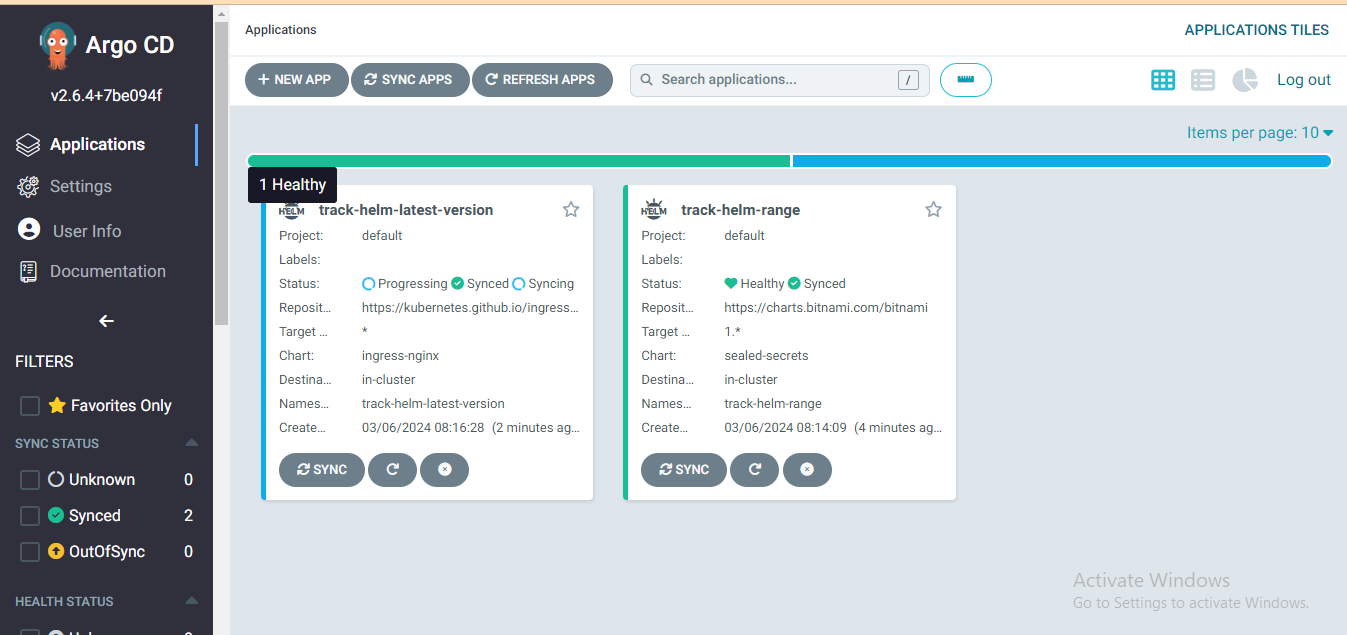 Argo CD
v2.6.4+7be094f
Applications
Settings
User Info
Documentation
FILTERS
Favorites Only
SYNC STATUS
Unknown 0
Synced 2
OutOfSync 0
HEALTH STATUS
Applications
APPLICATIONS TILES
NEW APP
SYNC APPS
REFRESH APPS
Search applications...
/
Log out
Items per page: 10
1 Healthy
HELM
track-helm-latest-version
Project: default
Labels:
Status: Progressing Synced Syncing
Reposit... https://kubernetes.github.io/ingress...
Target ... *
Chart: ingress-nginx
Destina... in-cluster
Names... track-helm-latest-version
Create... 03/06/2024 08:16:28 (2 minutes ag...
SYNC
HELM
track-helm-range
Project: default
Labels:
Status: Healthy Synced
Reposit... https://charts.bitnami.com/bitnami
Target ... 1.*
Chart: sealed-secrets
Destina... in-cluster
Names... track-helm-range
Create... 03/06/2024 08:14:09 (4 minutes ag...
SYNC
Activate Windows
Go to Settings to activate Windows.